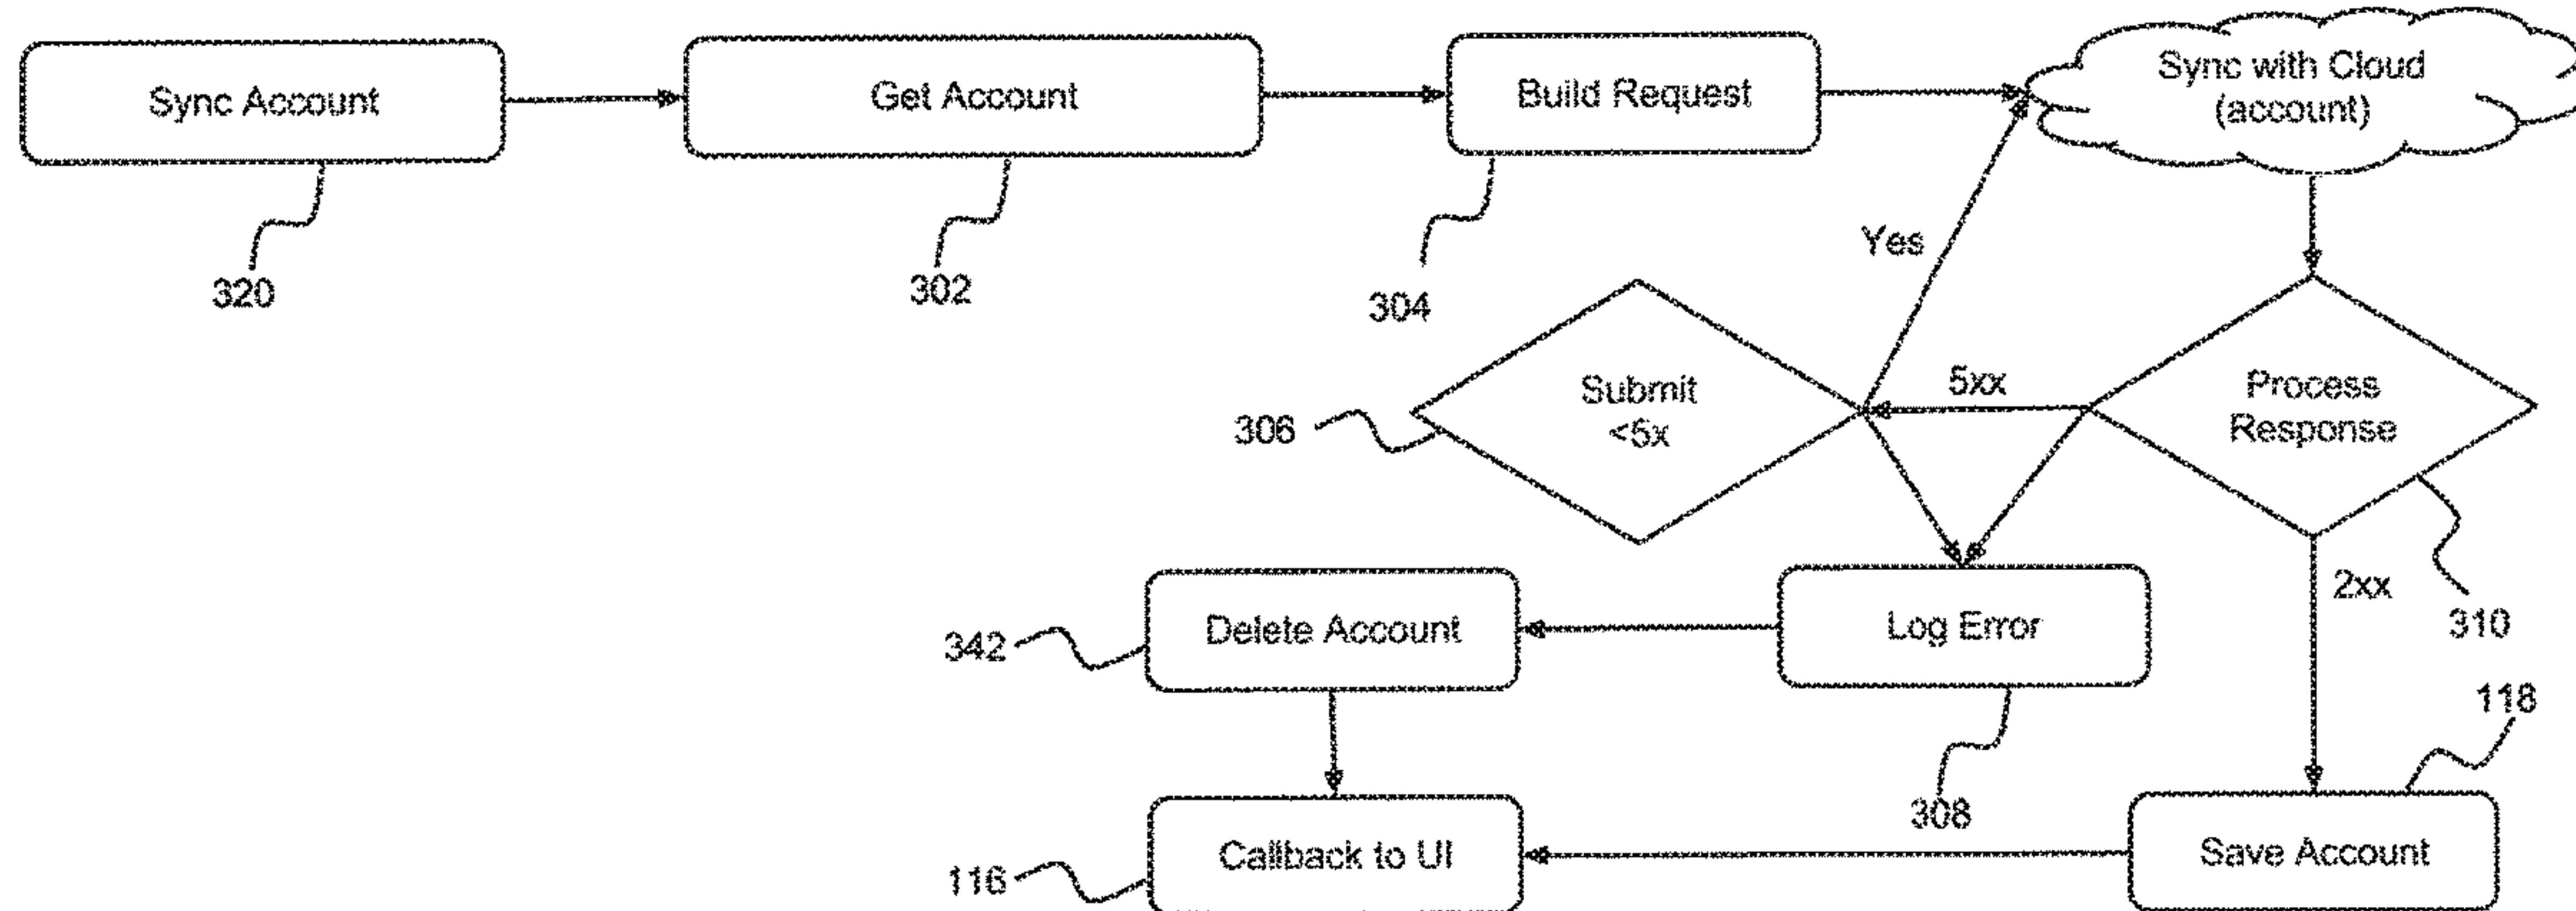 Sync Account
Get Account
Build Request
Sync with Cloud
(account)
320
302
304
Yes
306
Submit
<5x
5xx
Process
Response
310
2xx
342
Delete Account
Log Error
308
118
116
Callback to UI
Save Account